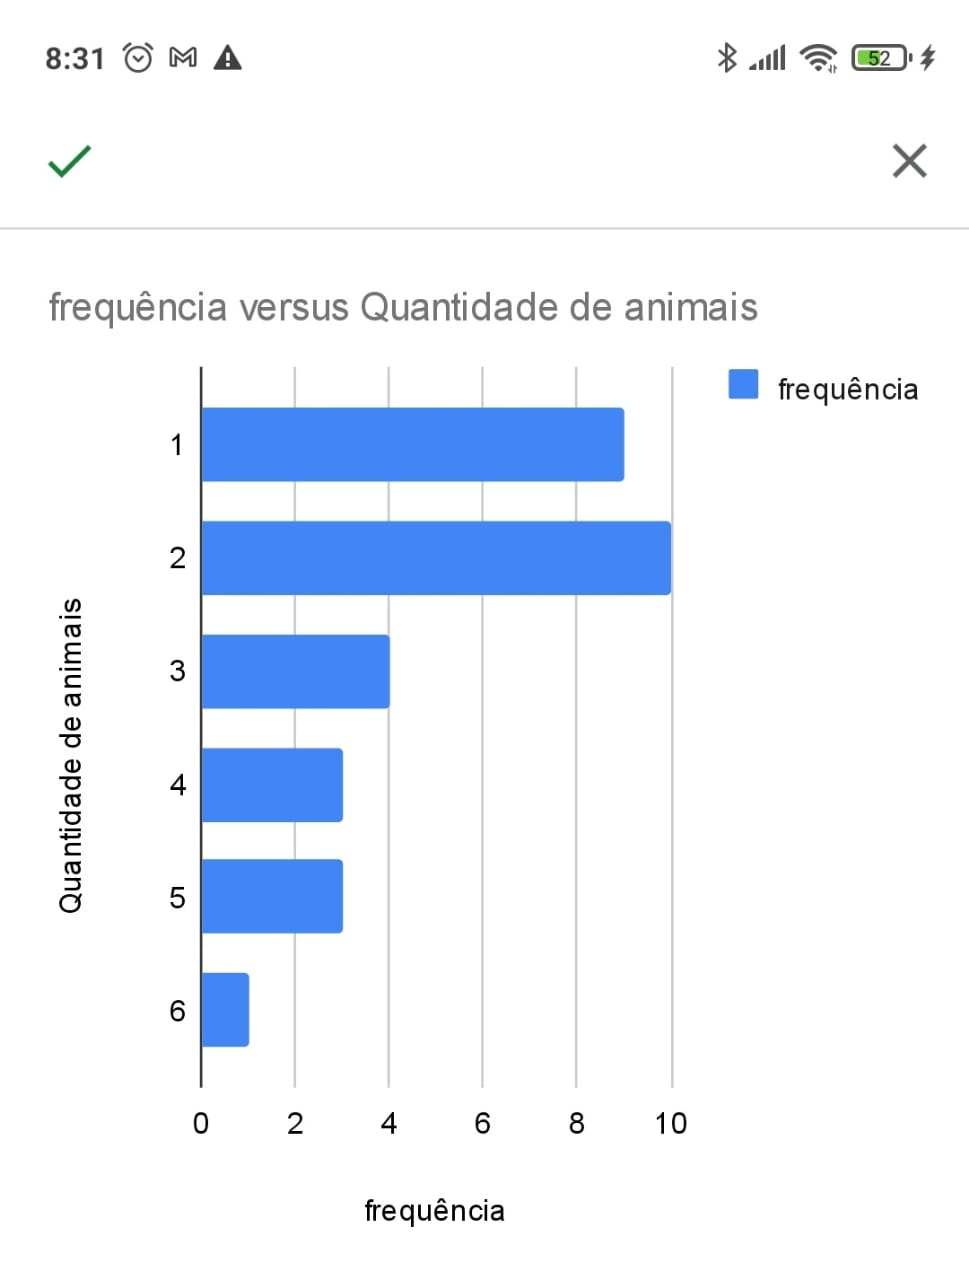 8:31
52
frequência versus Quantidade de animais
frequência
1
2
3
4
5
6
Quantidade de animais
0 2 4 6 8 10
frequência